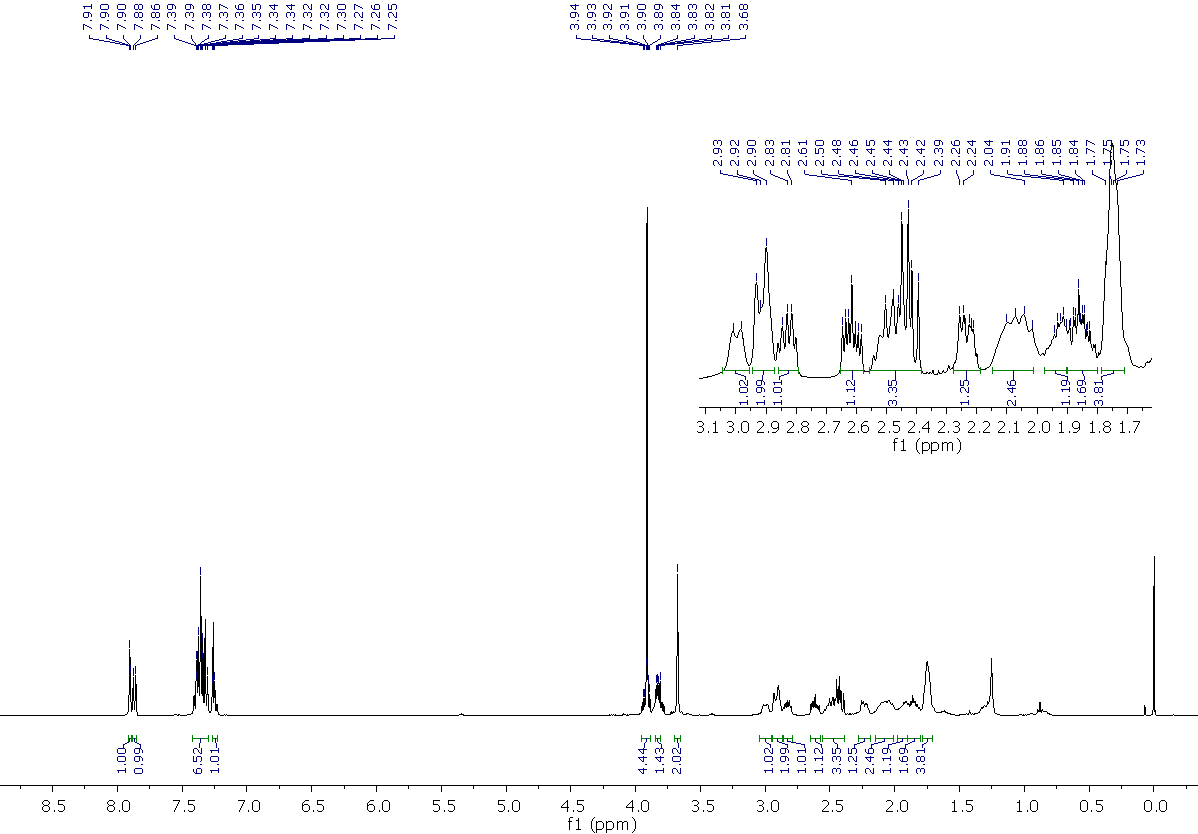 7.91 7.90 7.90 7.88 7.86 7.39 7.39 7.38 7.37 7.36 7.35 7.34 7.34 7.32 7.32 7.30 7.27 7.26 7.25 3.94 3.93 3.92 3.91 3.90 3.89 3.84 3.83 3.82 3.81 3.68
2.93 2.92 2.90 2.83 2.81 2.61 2.50 2.48 2.46 2.45 2.44 2.43 2.42 2.39 2.26 2.24 2.04 1.91 1.88 1.86 1.85 1.84 1.77 1.75 1.75 1.73
1.02 1.99 1.01 1.12 3.35 1.25 2.46 1.19 1.69 3.81
3.1 3.0 2.9 2.8 2.7 2.6 2.5 2.4 2.3 2.2 2.1 2.0 1.9 1.8 1.7
f1 (ppm)
1.00 0.99 6.52 1.01 4.44 1.43 2.02 1.02 1.99 1.01 1.12 3.35 1.25 2.46 1.19 1.69 3.81
8.5 8.0 7.5 7.0 6.5 6.0 5.5 5.0 4.5 4.0 3.5 3.0 2.5 2.0 1.5 1.0 0.5 0.0
f1 (ppm)